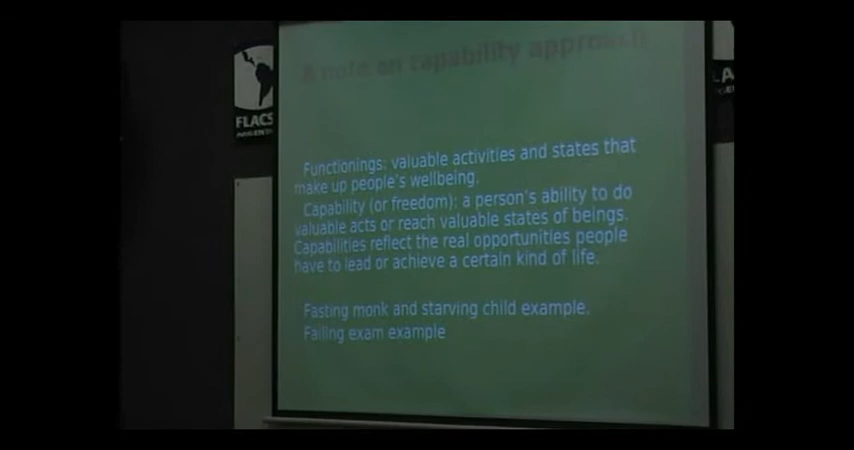 A note on capability approach
FLACS
LA
Functionings: valuable activities and states that
make up people's wellbeing.
Capability (or freedom): a person's ability to do
valuable acts or reach valuable states of beings.
Capabilities reflect the real opportunities people
have to lead or achieve a certain kind of life.
Fasting monk and starving child example.
Failing exam example